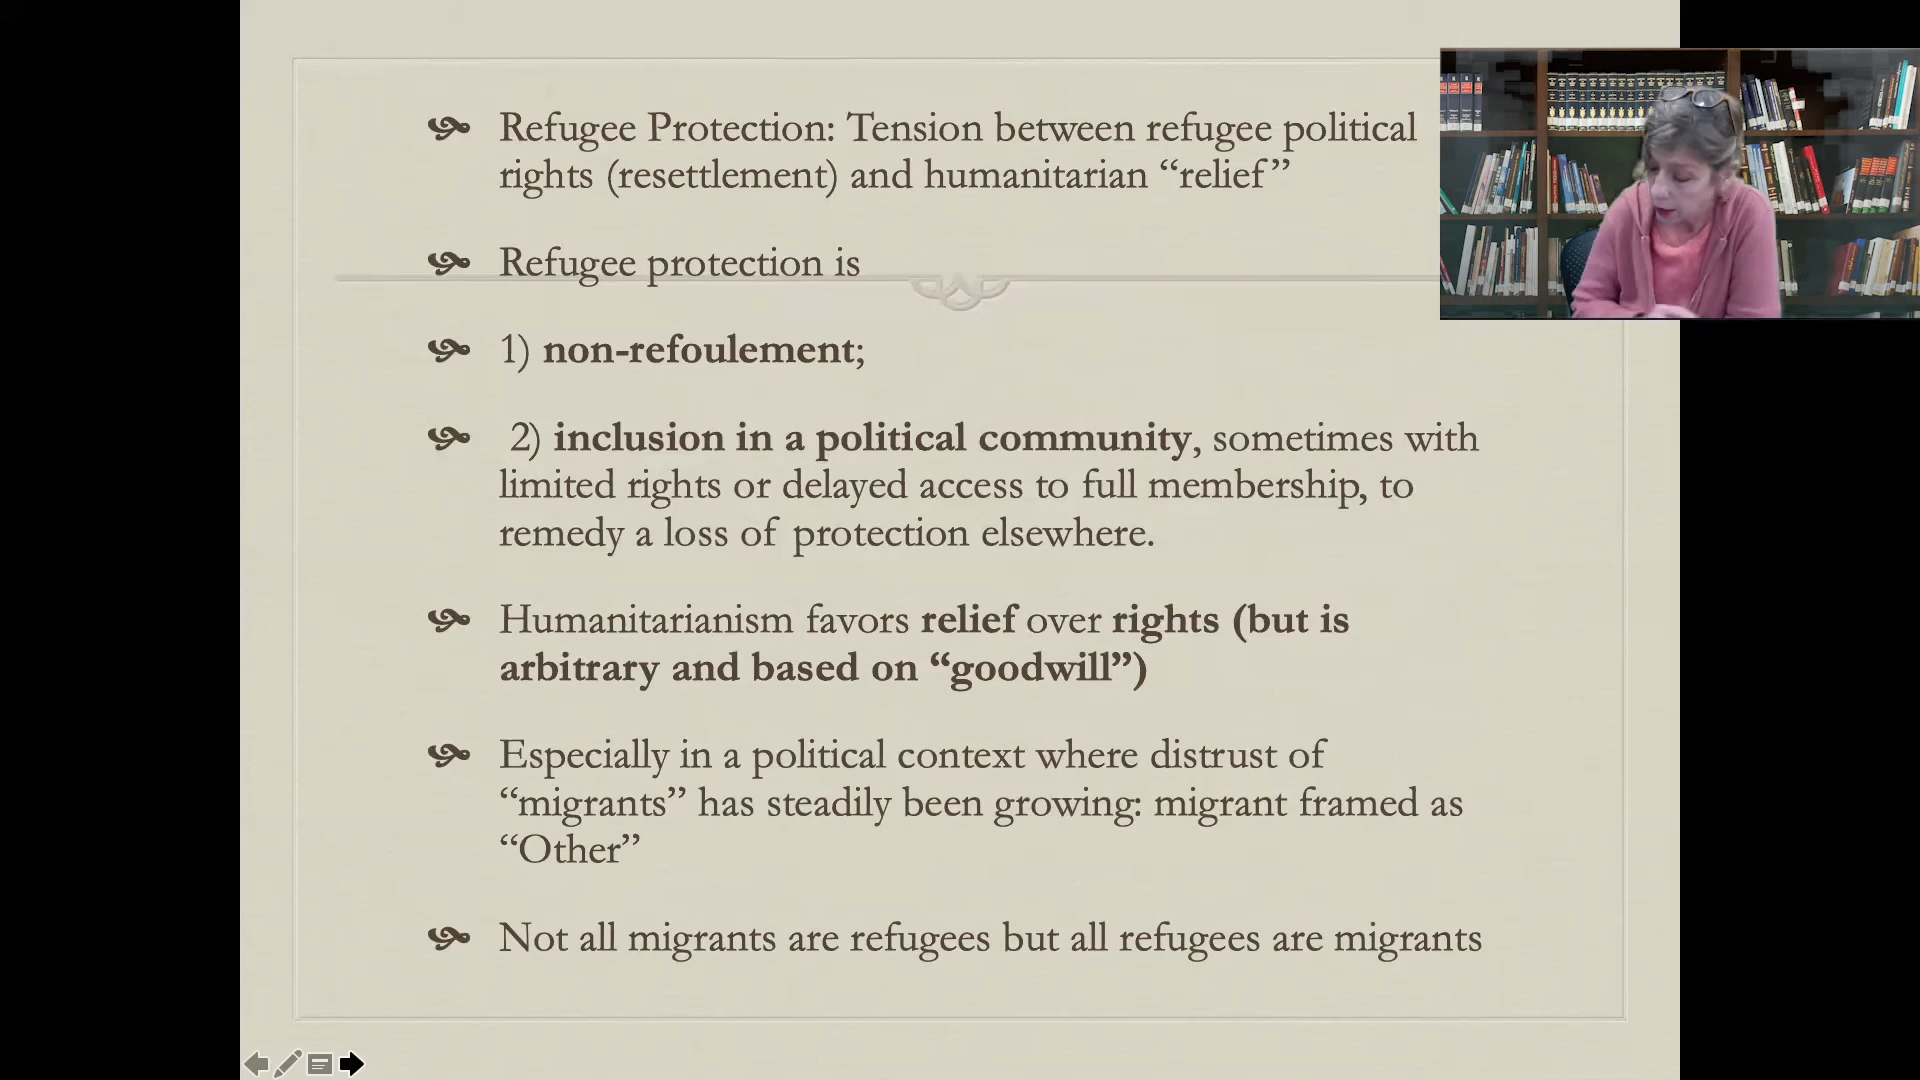 Refugee Protection: Tension between refugee political
rights (resettlement) and humanitarian “relief”
Refugee protection is
1) non-refoulement;
2) inclusion in a political community, sometimes with
limited rights or delayed access to full membership, to
remedy a loss of protection elsewhere.
Humanitarianism favors relief over rights (but is
arbitrary and based on “goodwill”)
Especially in a political context where distrust of
“migrants” has steadily been growing: migrant framed as
“Other”
Not all migrants are refugees but all refugees are migrants